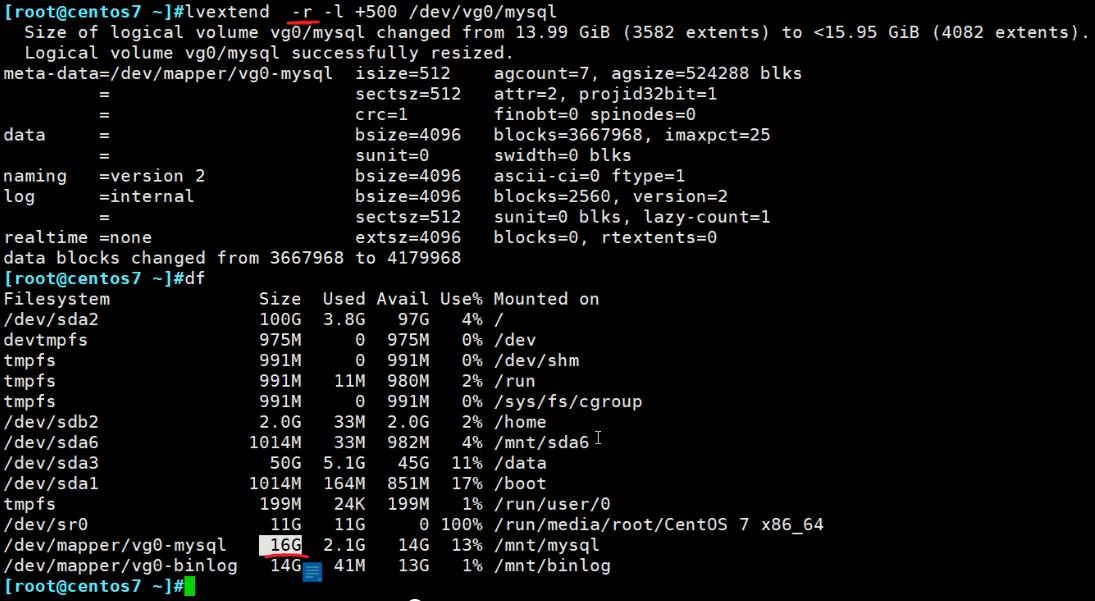 [root@centos7 ~]#lvextend  -r -l +500 /dev/vg0/mysql
  Size of logical volume vg0/mysql changed from 13.99 GiB (3582 extents) to <15.95 GiB (4082 extents).
  Logical volume vg0/mysql successfully resized.
meta-data=/dev/mapper/vg0-mysql  isize=512   agcount=7, agsize=524288 blks
         =                       sectsz=512   attr=2, projid32bit=1
         =                       crc=1        finobt=0 spinodes=0
data     =                       bsize=4096   blocks=3667968, imaxpct=25
         =                       sunit=0      swidth=0 blks
naming   =version 2              bsize=4096   ascii-ci=0 ftype=1
log      =internal               bsize=4096   blocks=2560, version=2
         =                       sectsz=512   sunit=0 blks, lazy-count=1
realtime =none                   extsz=4096   blocks=0, rtextents=0
data blocks changed from 3667968 to 4179968
[root@centos7 ~]#df
Filesystem              Size  Used Avail Use% Mounted on
/dev/sda2               100G  3.8G   97G   4% /
devtmpfs                975M     0  975M   0% /dev
tmpfs                   991M     0  991M   0% /dev/shm
tmpfs                   991M   11M  980M   2% /run
tmpfs                   991M     0  991M   0% /sys/fs/cgroup
/dev/sdb2               2.0G   33M  2.0G   2% /home
/dev/sda6              1014M   33M  982M   4% /mnt/sda6
/dev/sda3                50G  5.1G   45G  11% /data
/dev/sda1              1014M  164M  851M  17% /boot
tmpfs                   199M   24K  199M   1% /run/user/0
/dev/sr0                 11G   11G     0 100% /run/media/root/CentOS 7 x86_64
/dev/mapper/vg0-mysql    16G  2.1G   14G  13% /mnt/mysql
/dev/mapper/vg0-binlog   14G   41M   13G   1% /mnt/binlog
[root@centos7 ~]#